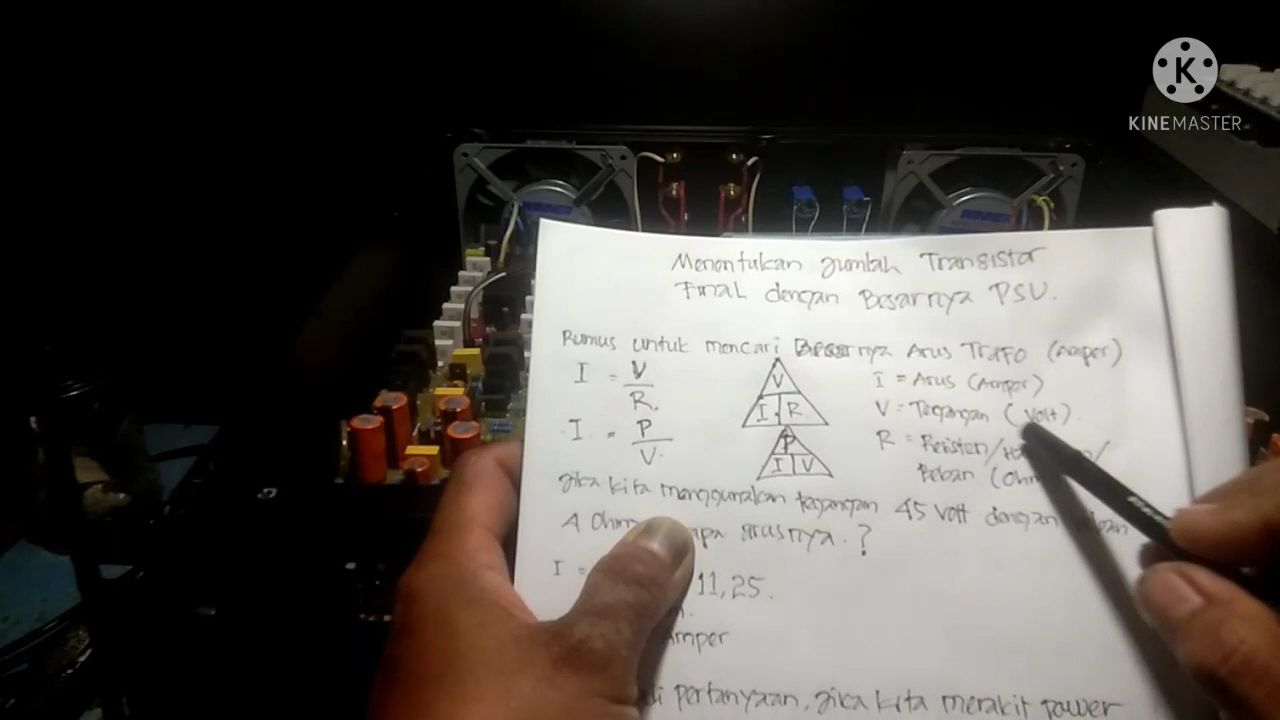 KINEMASTER
WINNER
WINNER
Menentukan Jumlah Transistor
Final dengan Besarnya PSU.
Rumus untuk mencari Besarnya Arus Trafo (Amper)
I = V
R.
V
I R
I = Arus (Amper)
V = Tegangan (Volt).
I = P
V
P
I V
R = Resisten/
Beban (Ohm
jika kita menggunakan tegangan 45 Volt dengan
4 Ohm arusnya. ?
I =
11,25.
pertanyaan, jika kita merakit power